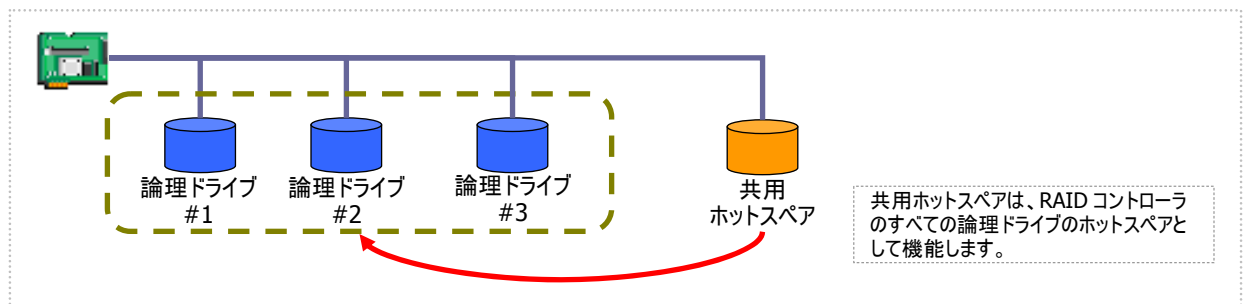 論理ドライブ
#1
論理ドライブ
#2
論理ドライブ
#3
共用
ホットスペア
共用ホットスペアは、RAID コントローラ
のすべての論理ドライブのホットスペアと
して機能します。